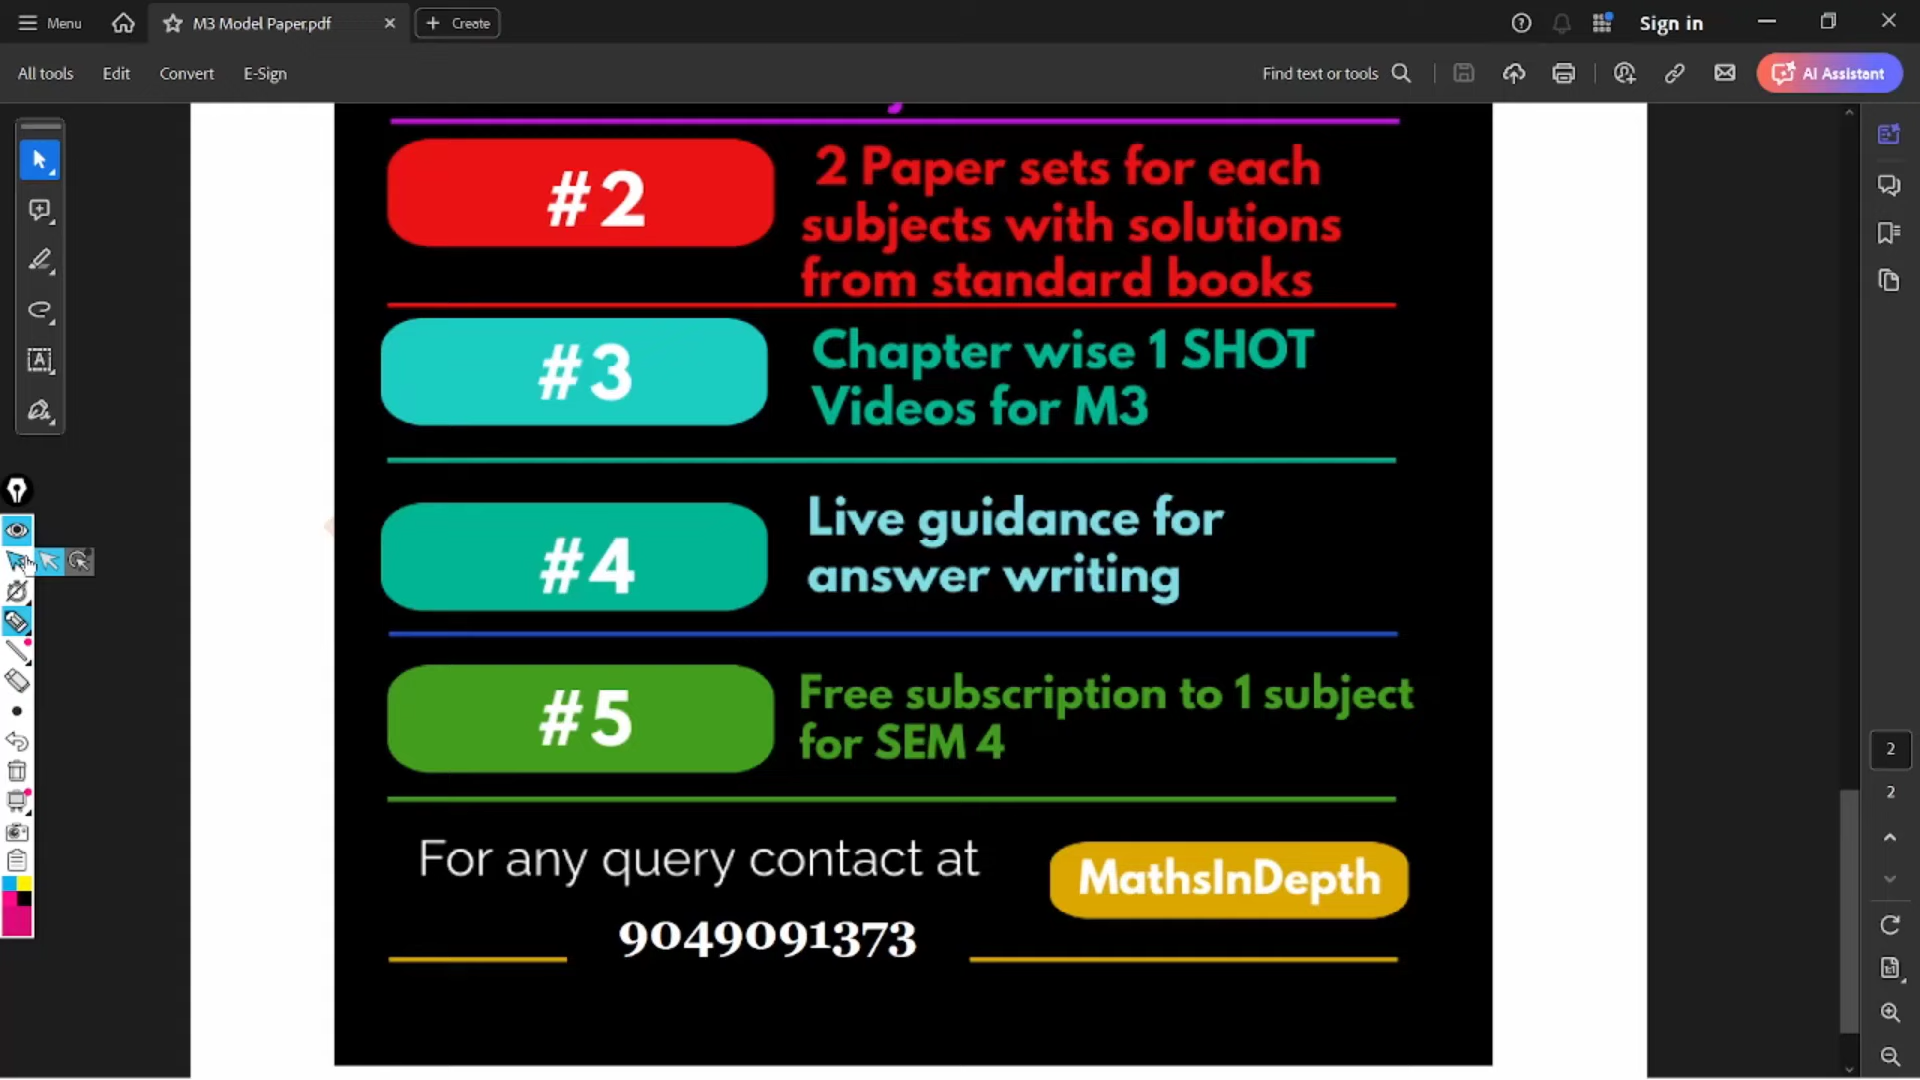 Menu
M3 Model Paper.pdf
Create
Sign in
All tools
Edit
Convert
E-Sign
Find text or tools
AI Assistant
#2
2 Paper sets for each
subjects with solutions
from standard books
#3
Chapter wise 1 SHOT
Videos for M3
#4
Live guidance for
answer writing
#5
Free subscription to 1 subject
for SEM 4
For any query contact at
MathsInDepth
9049091373
2
2